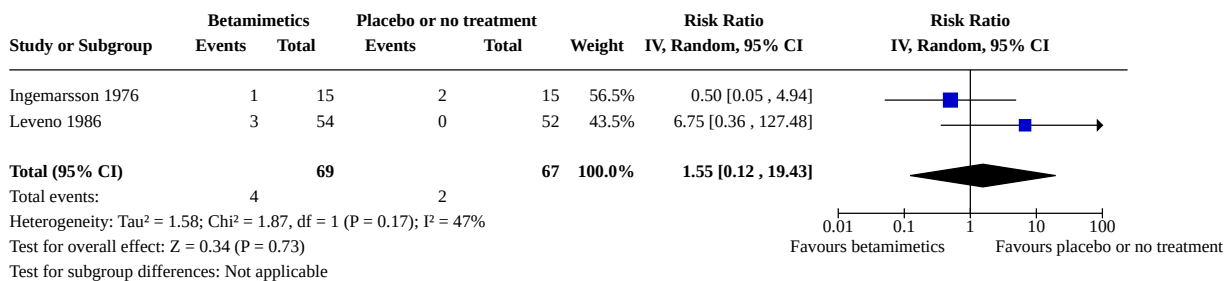 Betamimetics Placebo or no treatment Risk Ratio Risk Ratio
Study or Subgroup Events Total Events Total Weight IV, Random, 95% CI IV, Random, 95% CI
Ingemarsson 1976 1 15 2 15 56.5% 0.50 [0.05 , 4.94]
Leveno 1986 3 54 0 52 43.5% 6.75 [0.36 , 127.48]
Total (95% CI) 69 67 100.0% 1.55 [0.12 , 19.43]
Total events: 4 2
Heterogeneity: Tau² = 1.58; Chi² = 1.87, df = 1 (P = 0.17); I² = 47%
0.01 0.1 1 10 100
Test for overall effect: Z = 0.34 (P = 0.73)
Favours betamimetics Favours placebo or no treatment
Test for subgroup differences: Not applicable